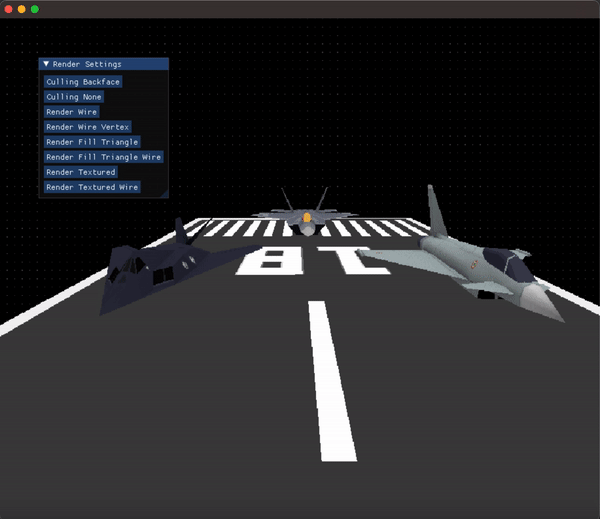 Render Settings
Culling Backface
Culling None
Render Wire
Render Wire Vertex
Render Fill Triangle
Render Fill Triangle Wire
Render Textured
Render Textured Wire
18